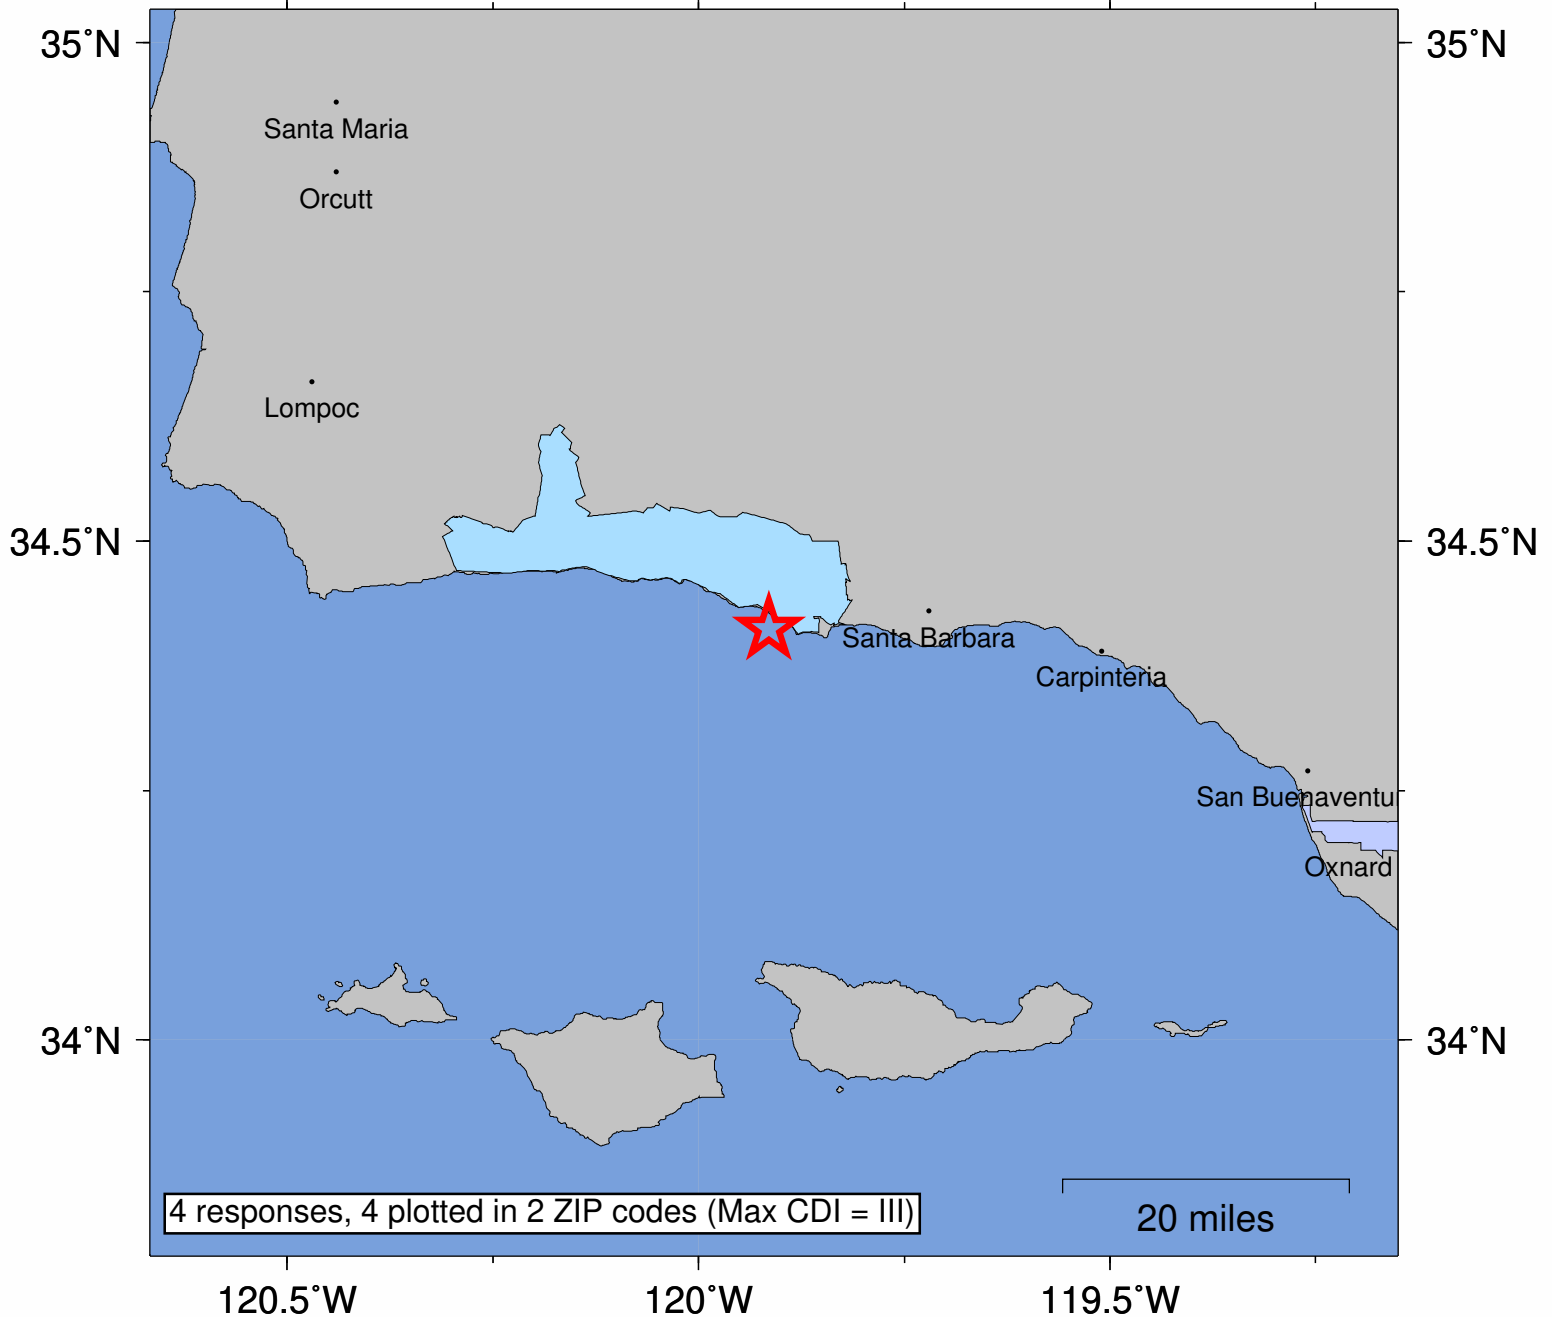 35˚N
35˚N
Santa Maria
Orcutt
Lompoc
34.5˚N
34.5˚N
Santa Barbara
Carpinteria
San Buenaventu
Oxnard
34˚N
34˚N
4 responses, 4 plotted in 2 ZIP codes (Max CDI = III)
20 miles
120.5˚W
120˚W
119.5˚W